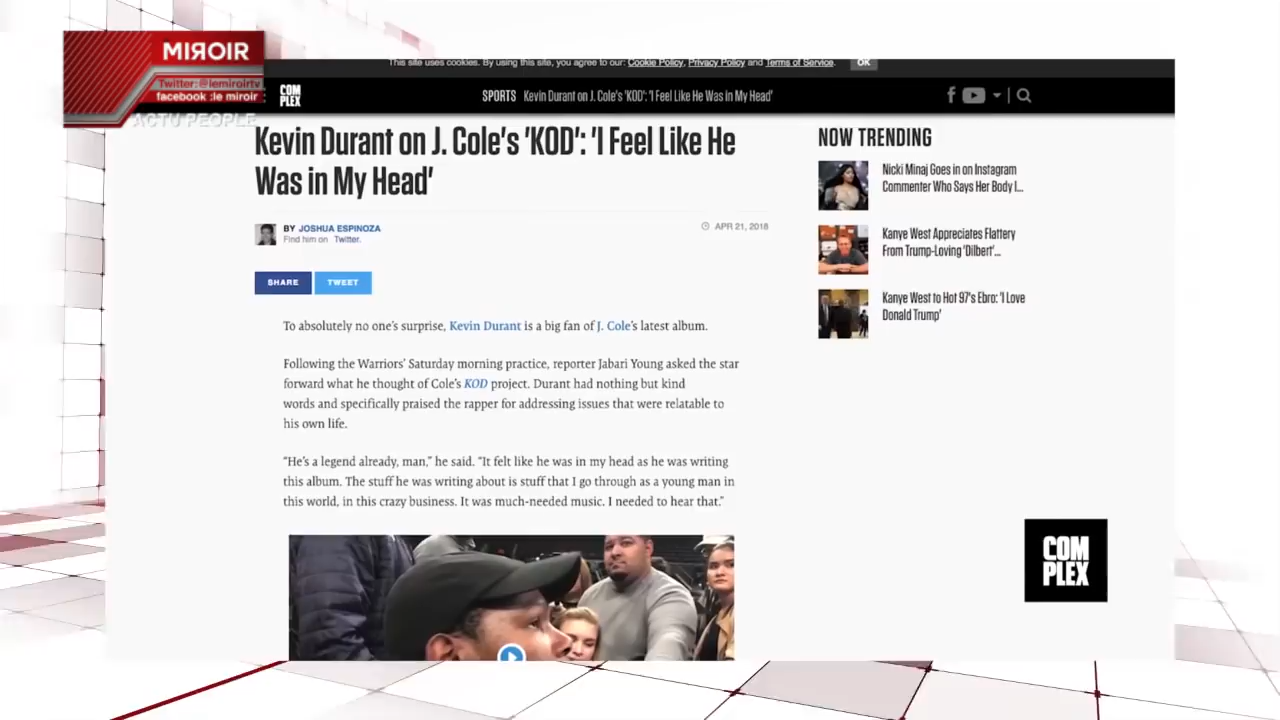 MIЯOIR
Twitter:@lemiroirtv
facebook :le miroir
ACTU PEOPLE
This site uses cookies. By using this site, you agree to our: Cookie Policy, Privacy Policy and Terms of Service.
OK
COM
PLEX
SPORTS Kevin Durant on J. Cole's 'KOD': 'I Feel Like He Was in My Head'
Kevin Durant on J. Cole's 'KOD': 'I Feel Like He
Was in My Head'
BY JOSHUA ESPINOZA
Find him on Twitter.
APR 21, 2018
SHARE
TWEET
To absolutely no one's surprise, Kevin Durant is a big fan of J. Cole's latest album.
Following the Warriors' Saturday morning practice, reporter Jabari Young asked the star
forward what he thought of Cole's KOD project. Durant had nothing but kind
words and specifically praised the rapper for addressing issues that were relatable to
his own life.
"He's a legend already, man," he said. "It felt like he was in my head as he was writing
this album. The stuff he was writing about is stuff that I go through as a young man in
this world, in this crazy business. It was much-needed music. I needed to hear that."
NOW TRENDING
Nicki Minaj Goes in on Instagram
Commenter Who Says Her Body I...
Kanye West Appreciates Flattery
From Trump-Loving 'Dilbert'...
Kanye West to Hot 97's Ebro: 'I Love
Donald Trump'
COM
PLEX